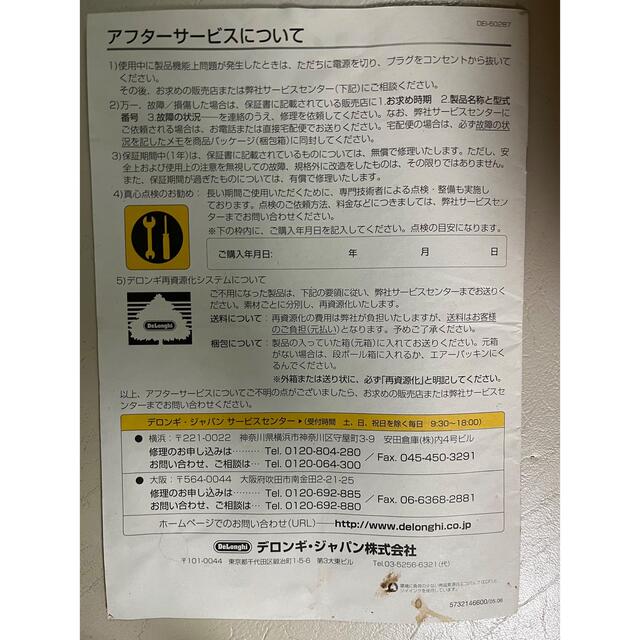 DEI-60287
アフターサービスについて
1)使用中に製品機能上問題が発生したときは、ただちに電源を切り、プラグをコンセントから抜いて
ください。
その後、お求めの販売店または弊社サービスセンター(下記)にご相談ください。
2)万一、故障/損傷した場合は、保証書に記載されている販売店に1.お求め時期 2.製品名称と型式
番号 3.故障の状況――を連絡のうえ、修理を依頼してください。なお、弊社サービスセンターに
ご依頼される場合は、お電話または直接宅配便でお送りください。宅配便の場合は、必ず故障の状
況を記したメモを商品パッケージ(梱包箱)に同封してください。
3)保証期間中(1年)は、保証書に記載されているものについては、無償で修理いたします。ただし、安
全上および使用上の注意を無視しての故障、規格外に改造をしたものは、その限りではありません。
また、保証期間が過ぎたものについては、有償で修理いたします。
4)真心点検のお勧め:長い期間ご使用いただくために、専門技術者による点検・整備も実施し
ております。点検のご依頼方法、料金などにつきましては、弊社サービスセン
ターまでお問い合わせください。
※下の枠内に、ご購入年月日を記入してください。点検の目安になります。
ご購入年月日: 年 月 日
5)デロンギ再資源化システムについて
ご不用になった製品は、下記の要領に従い、弊社サービスセンターまでお送りく
ださい。素材ごとに分別し、再資源化いたします。
DeLonghi
送料について:再資源化の費用は弊社が負担いたしますが、送料はお客様
のご負担(元払い)となります。予めご了承ください。
梱包について:製品の入っていた箱(元箱)に入れてお送りください。元箱
がない場合は、段ボール箱に入れるか、エアーパッキンにく
るんでください。
※外箱または送り状に、必ず「再資源化」と明記してください。
以上、アフターサービスについてご不明の点がございましたら、お求めの販売店または弊社サービスセ
ンターまでお問い合わせください。
デロンギ・ジャパン サービスセンター ▶(受付時間 土、日、祝日を除く毎日 9:30〜18:00)
●横浜:〒221-0022 神奈川県横浜市神奈川区守屋町3-9 安田倉庫(株)内4号ビル
修理のお申し込みは……… Tel. 0120-804-280
お問い合わせ、ご相談は… Tel. 0120-064-300 / Fax. 045-450-3291
●大阪:〒564-0044 大阪府吹田市南金田2-21-25
修理のお申し込みは……… Tel. 0120-692-885
お問い合わせ、ご相談は… Tel. 0120-692-880 / Fax. 06-6368-2881
ホームページでのお問い合わせ(URL)――http://www.delonghi.co.jp
DeLonghi デロンギ・ジャパン株式会社
〒101-0044 東京都千代田区鍛冶町1-5-6 第3大東ビル Tel.03-5256-6321(代)
5732146600/05.06